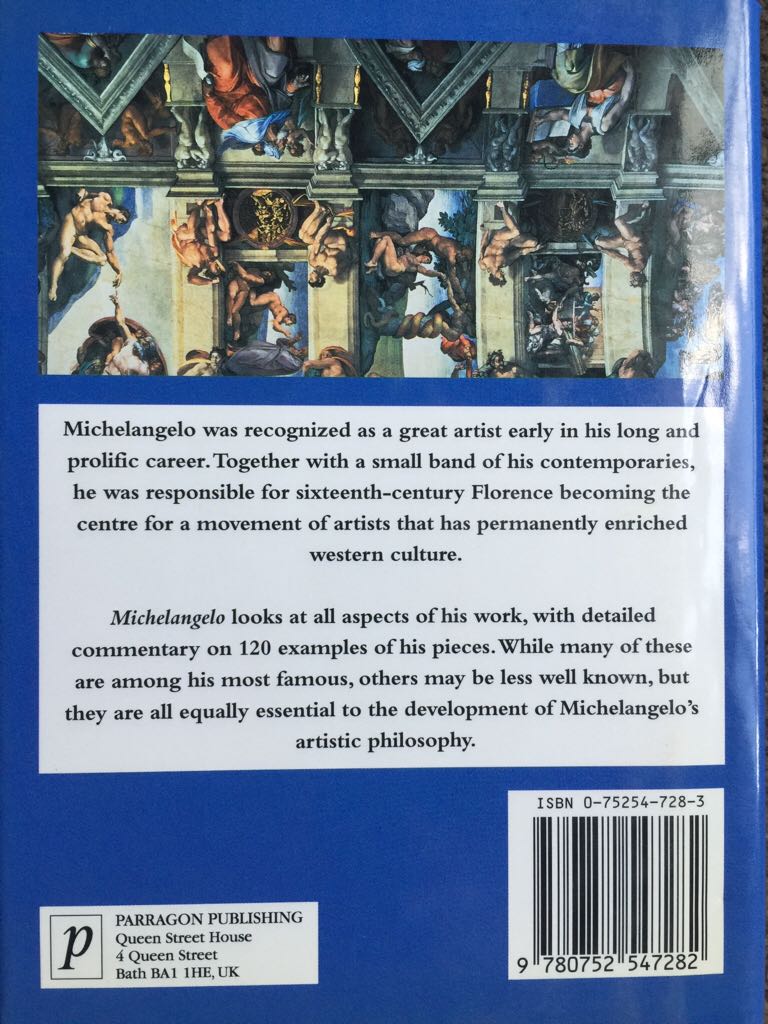 Michelangelo was recognized as a great artist early in his long and
prolific career. Together with a small band of his contemporaries,
he was responsible for sixteenth-century Florence becoming the
centre for a movement of artists that has permanently enriched
western culture.
Michelangelo looks at all aspects of his work, with detailed
commentary on 120 examples of his pieces. While many of these
are among his most famous, others may be less well known, but
they are all equally essential to the development of Michelangelo's
artistic philosophy.
ISBN 0-75254-728-3
9 780752 547282
p
PARRAGON PUBLISHING
Queen Street House
4 Queen Street
Bath BA1 1HE, UK